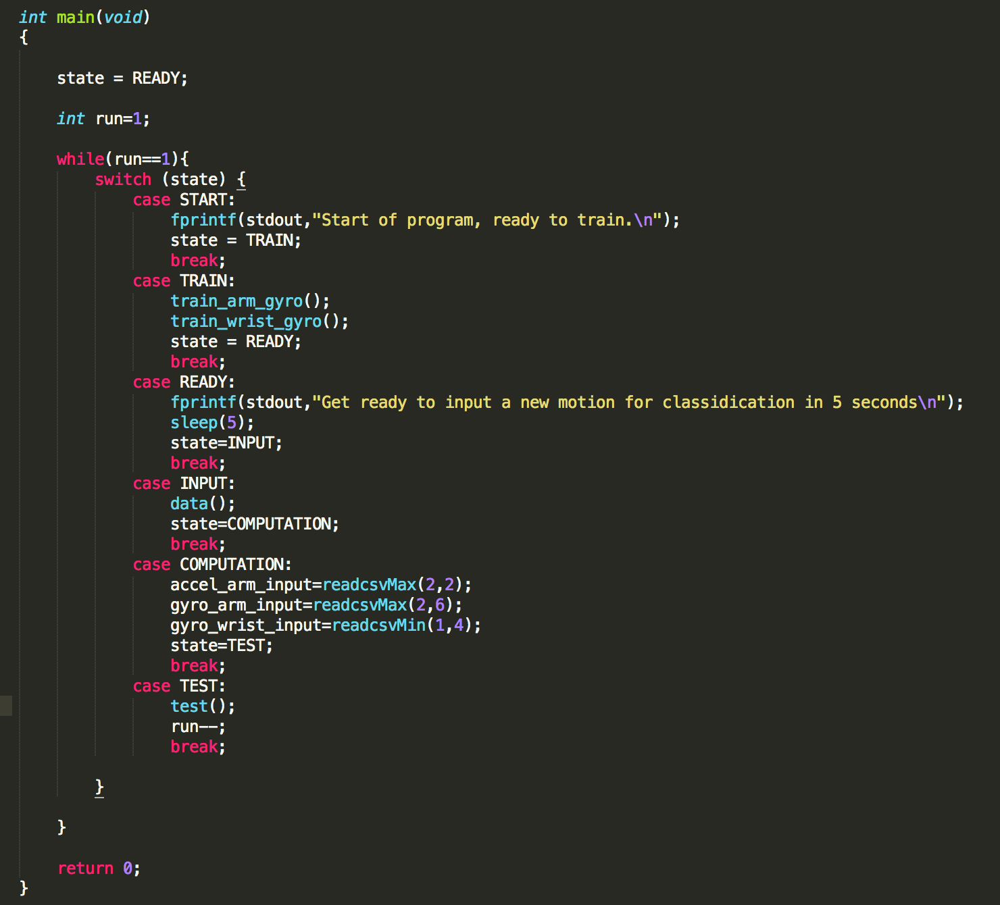 int main(void)
{
state = READY;
int run=1;
while(run==1){
switch (state) {
case START:
fprintf(stdout,"Start of program, ready to train.\n");
state = TRAIN;
break;
case TRAIN:
train_arm_gyro();
train_wrist_gyro();
state = READY;
break;
case READY:
fprintf(stdout,"Get ready to input a new motion for classidication in 5 seconds\n");
sleep(5);
state=INPUT;
break;
case INPUT:
data();
state=COMPUTATION;
break;
case COMPUTATION:
accel_arm_input=readcsvMax(2,2);
gyro_arm_input=readcsvMax(2,6);
gyro_wrist_input=readcsvMin(1,4);
state=TEST;
break;
case TEST:
test();
run--;
break;
}
}
return 0;
}